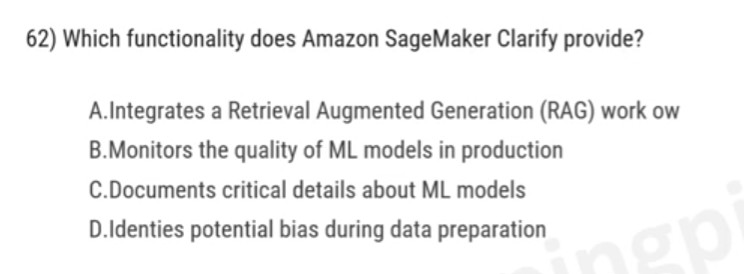 62) Which functionality does Amazon SageMaker Clarify provide?
A.Integrates a Retrieval Augmented Generation (RAG) work ow
B.Monitors the quality of ML models in production
C.Documents critical details about ML models
D.Identies potential bias during data preparation